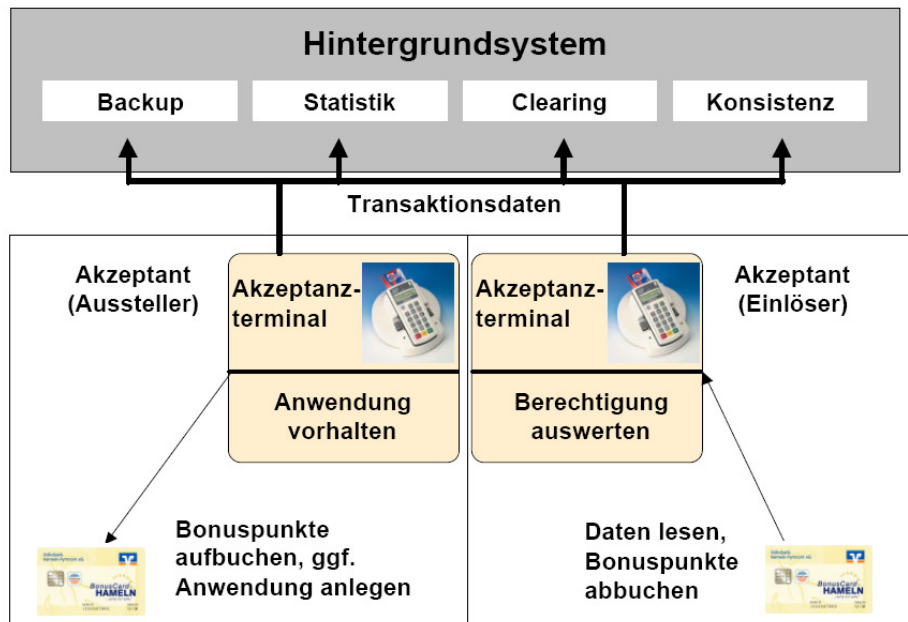 Hintergrundsystem
Backup
Statistik
Clearing
Konsistenz
Transaktionsdaten
Akzeptant
(Aussteller)
Akzeptanz-
terminal
Anwendung
vorhalten
Akzeptanz-
terminal
Berechtigung
auswerten
Akzeptant
(Einlöser)
Bonuspunkte
aufbuchen, ggf.
Anwendung anlegen
BonusCard
HAMELN
Daten lesen,
Bonuspunkte
abbuchen
BonusCard
HAMELN